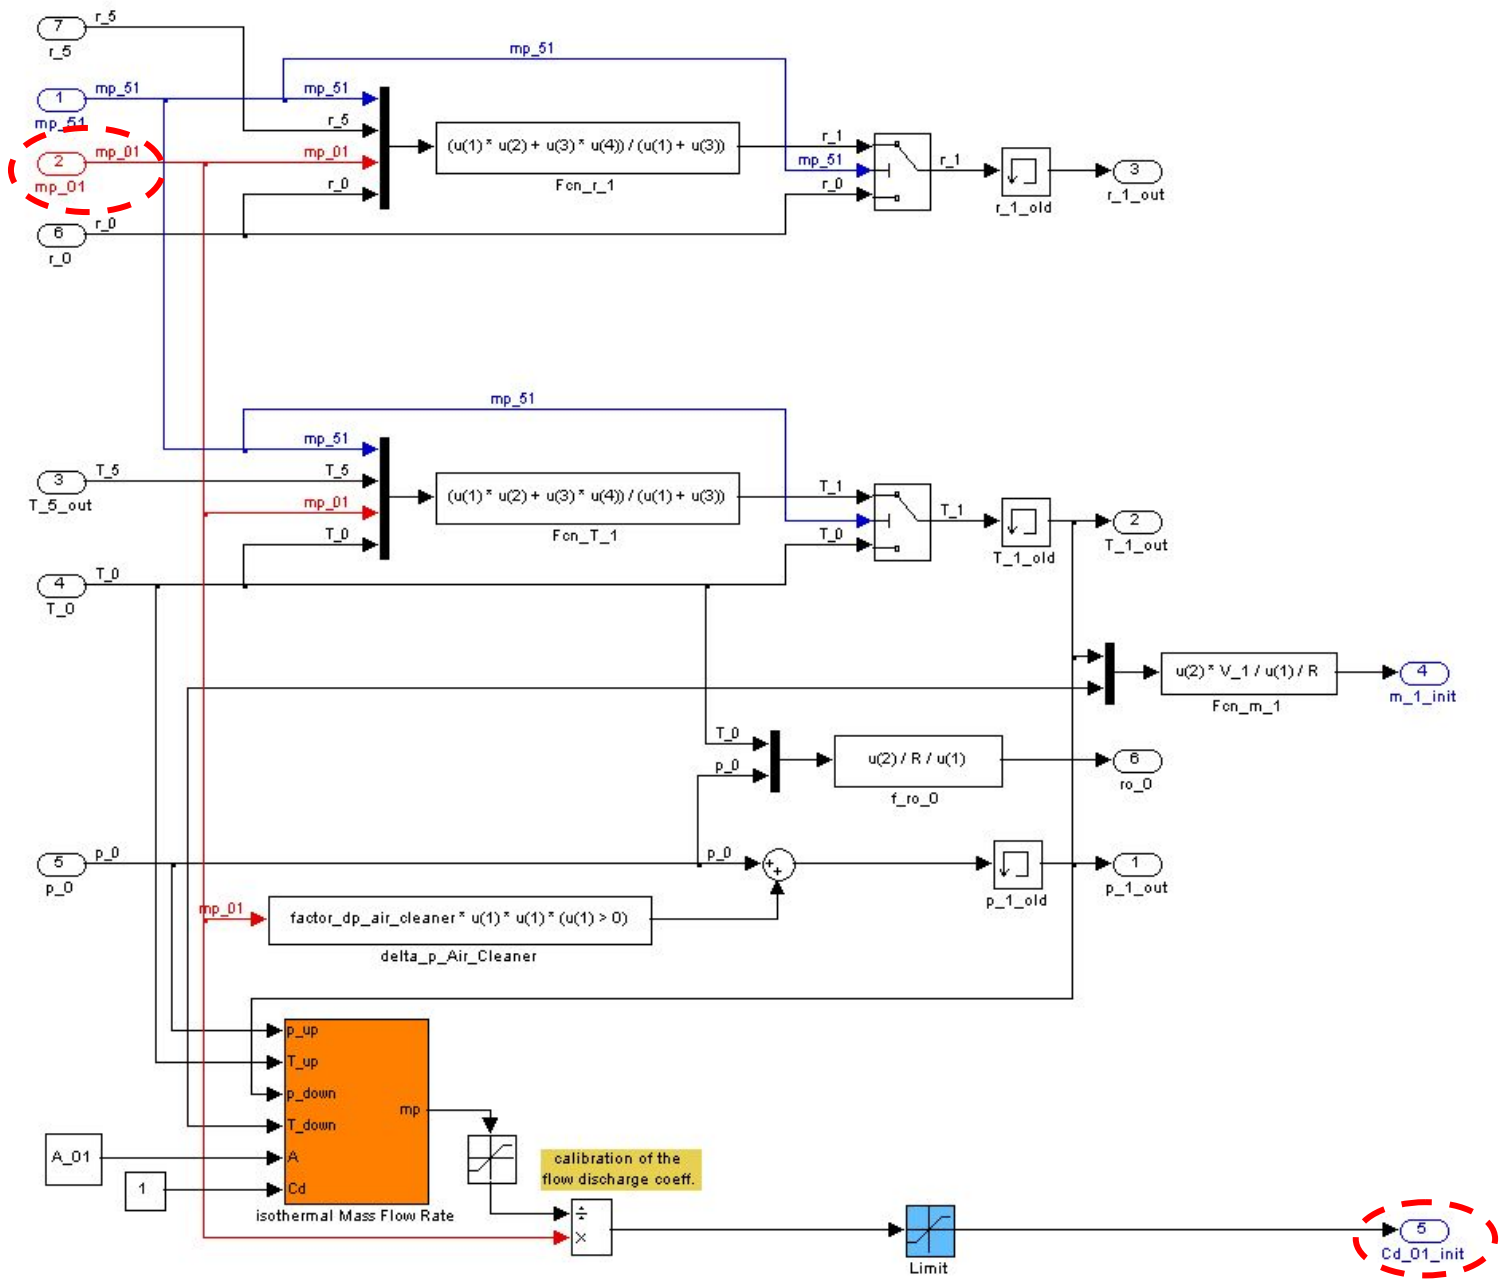 7
r_5
r_5
mp_51
1
mp_51
mp_51
mp_51
r_5
2
mp_01
mp_01
mp_01
r_0
6
r_0
r_0
(u(1) * u(2) + u(3) * u(4)) / (u(1) + u(3))
Fcn_r_1
r_1
mp_51
r_0
r_1
r_1_old
3
r_1_out
mp_51
mp_51
3
T_5
T_5_out
T_5
mp_01
T_0
4
T_0
T_0
(u(1) * u(2) + u(3) * u(4)) / (u(1) + u(3))
Fcn_T_1
T_1
T_0
T_1
T_1_old
2
T_1_out
u(2) * V_1 / u(1) / R
Fcn_m_1
4
m_1_init
T_0
p_0
u(2) / R / u(1)
f_ro_0
6
ro_0
5
p_0
p_0
p_0
+
+
p_1_old
1
p_1_out
mp_01
factor_dp_air_cleaner * u(1) * u(1) * (u(1) > 0)
delta_p_Air_Cleaner
p_up
T_up
p_down
T_down
A
Cd
mp
isothermal Mass Flow Rate
A_01
1
calibration of the
flow discharge coeff.
÷
×
Limit
5
Cd_01_init